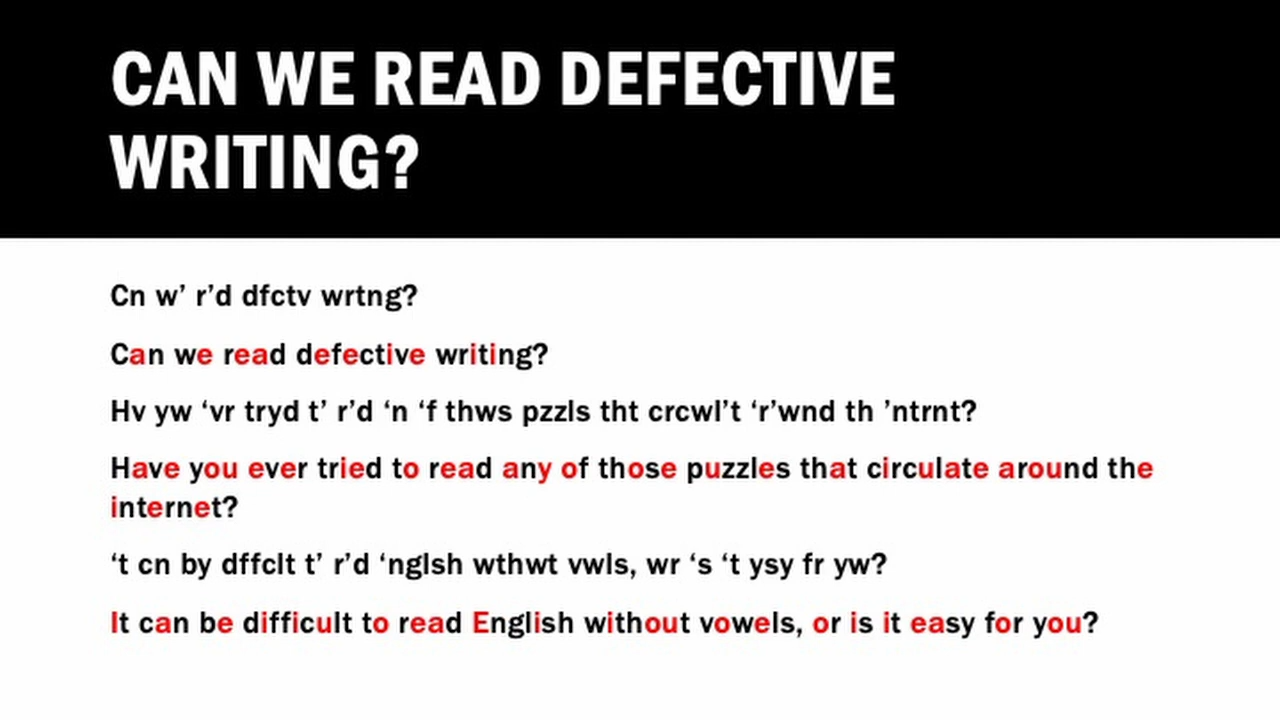 CAN WE READ DEFECTIVE
WRITING?
Cn w’ r’d dfctv wrtng?
Can we read defective writing?
Hv yw ‘vr tryd t’ r’d ‘n ‘f thws pzzls tht crcwl’t ‘r’wnd th ’ntrnt?
Have you ever tried to read any of those puzzles that circulate around the
internet?
‘t cn by dffclt t’ r’d ‘nglsh wthwt vwls, wr ‘s ‘t ysy fr yw?
It can be difficult to read English without vowels, or is it easy for you?